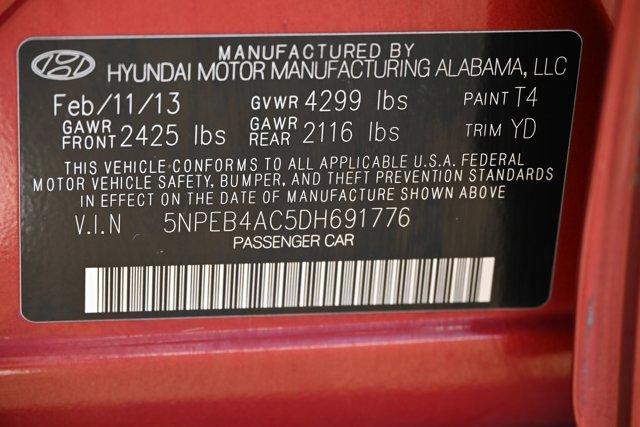 MANUFACTURED BY
HYUNDAI MOTOR MANUFACTURING ALABAMA, LLC
Feb/11/13 GVWR 4299 lbs PAINT T4
GAWR FRONT 2425 lbs GAWR REAR 2116 lbs TRIM YD
THIS VEHICLE CONFORMS TO ALL APPLICABLE U.S.A. FEDERAL
MOTOR VEHICLE SAFETY, BUMPER, AND THEFT PREVENTION STANDARDS
IN EFFECT ON THE DATE OF MANUFACTURE SHOWN ABOVE
V.I.N 5NPEB4AC5DH691776
PASSENGER CAR